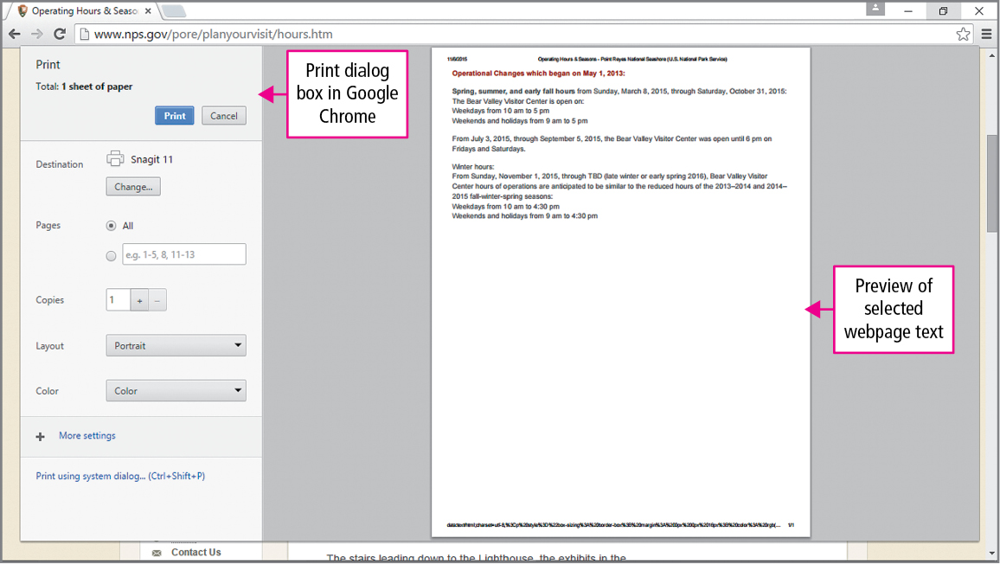 Operating Hours & Seaso
www.nps.gov/pore/planyourvisit/hours.htm
Print
Total: 1 sheet of paper
Print Cancel
Destination Snagit 11
Change...
Pages All
e.g. 1-5, 8, 11-13
Copies 1 + −
Layout Portrait
Color Color
More settings
Print using system dialog... (Ctrl+Shift+P)
Print dialog
box in Google
Chrome
11/6/2015 Operating Hours & Seasons - Point Reyes National Seashore (U.S. National Park Service)
Operational Changes which began on May 1, 2013:
Spring, summer, and early fall hours from Sunday, March 8, 2015, through Saturday, October 31, 2015:
The Bear Valley Visitor Center is open on:
Weekdays from 10 am to 5 pm
Weekends and holidays from 9 am to 5 pm
From July 3, 2015, through September 5, 2015, the Bear Valley Visitor Center was open until 6 pm on
Fridays and Saturdays.
Winter hours:
From Sunday, November 1, 2015, through TBD (late winter or early spring 2016), Bear Valley Visitor
Center hours of operations are anticipated to be similar to the reduced hours of the 2013–2014 and 2014–
2015 fall-winter-spring seasons:
Weekdays from 10 am to 4:30 pm
Weekends and holidays from 9 am to 4:30 pm
data:text/html;charset=utf-8,%3Cp%20style%3D%22box-sizing%3A%20border-box%3B%20margin%3A%200px%200px%2016px%3B%20color%3A%20rgb(... 1/1
Preview of
selected
webpage text
Contact Us
The stairs leading down to the Lighthouse, the exhibits in the